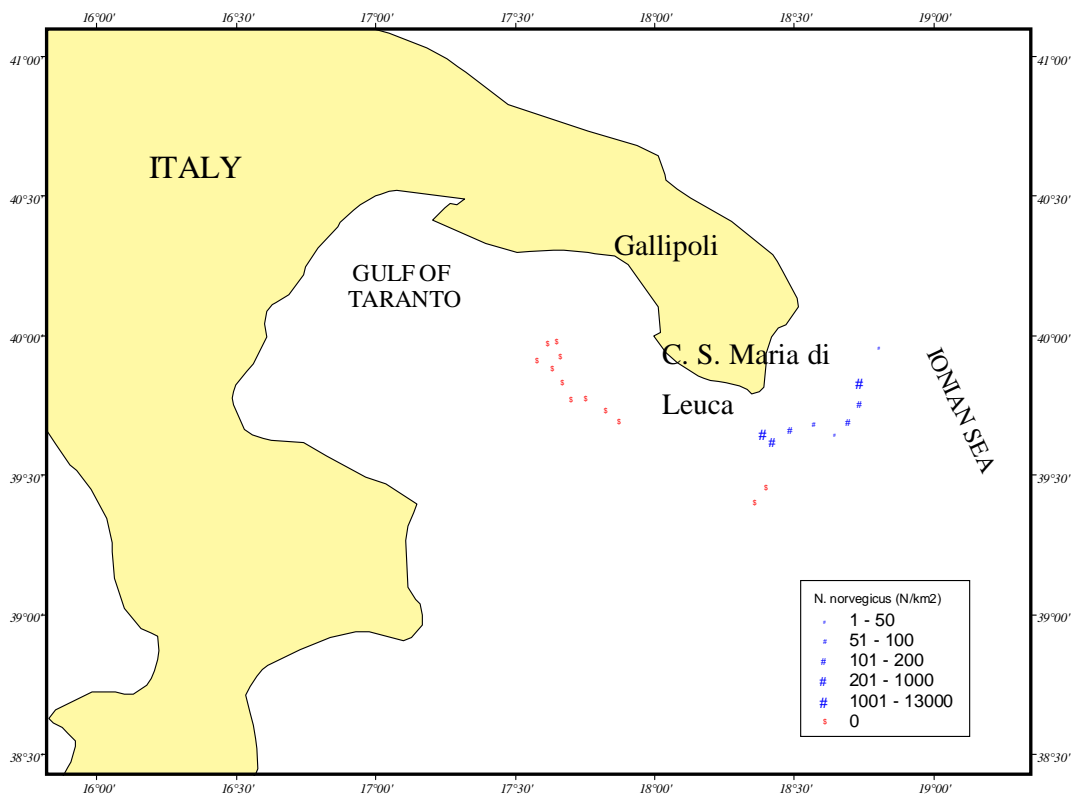 16°00' 16°30' 17°00' 17°30' 18°00' 18°30' 19°00'
41°00' 41°00'
ITALY
40°30' 40°30'
Gallipoli
GULF OF
TARANTO
40°00' 40°00'
C. S. Maria di
Leuca
IONIAN SEA
39°30' 39°30'
39°00' 39°00'
N. norvegicus (N/km2)
# 1 - 50
# 51 - 100
# 101 - 200
# 201 - 1000
# 1001 - 13000
$ 0
38°30' 38°30'
16°00' 16°30' 17°00' 17°30' 18°00' 18°30' 19°00'